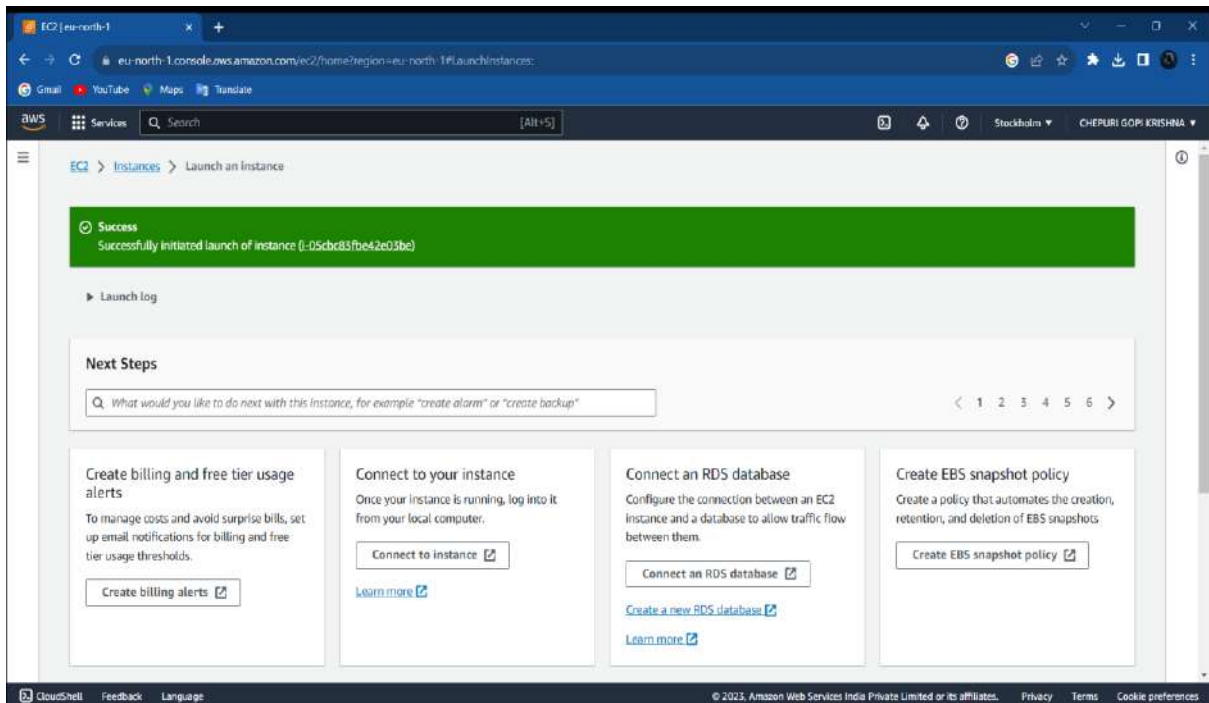 EC2 | eu-north-1
eu-north-1.console.aws.amazon.com/ec2/home?region=eu-north-1#LaunchInstances:
Gmail YouTube Maps Translate
aws Services Search [Alt+S] Stockholm CHEPURI GOPI KRISHNA
EC2 > Instances > Launch an instance
Success
Successfully initiated launch of instance (i-05cbc83fbe42e03be)
Launch log
Next Steps
What would you like to do next with this instance, for example "create alarm" or "create backup"
1 2 3 4 5 6
Create billing and free tier usage
alerts
To manage costs and avoid surprise bills, set
up email notifications for billing and free
tier usage thresholds.
Create billing alerts
Connect to your instance
Once your instance is running, log into it
from your local computer.
Connect to instance
Learn more
Connect an RDS database
Configure the connection between an EC2
instance and a database to allow traffic flow
between them.
Connect an RDS database
Create a new RDS database
Learn more
Create EBS snapshot policy
Create a policy that automates the creation,
retention, and deletion of EBS snapshots
Create EBS snapshot policy
CloudShell Feedback Language © 2023, Amazon Web Services India Private Limited or its affiliates. Privacy Terms Cookie preferences